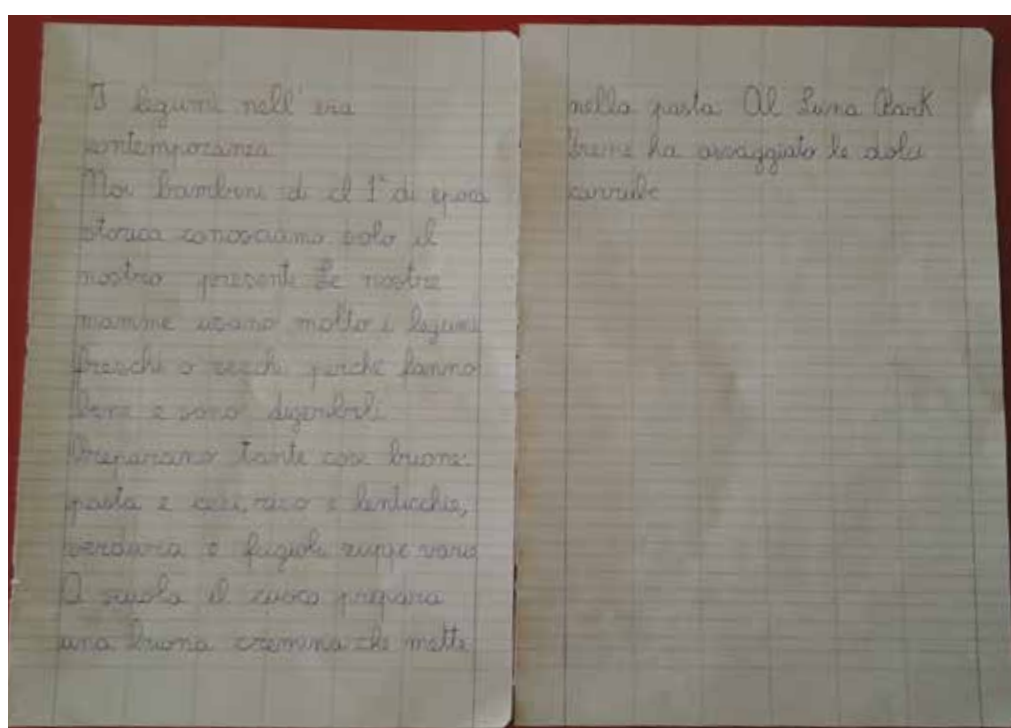 I legumi nell'era
contemporanea
Noi bambini di cl 1ª di epoca
storica conosciamo solo il
nostro presente Le nostre
mamme usano molto i legumi
freschi o secchi perchè fanno
bene e sono digeribili
Preparano tante cose buone:
pasta e ceci, riso e lenticchie,
verdura e fagioli zuppe varie
A scuola il cuoco prepara
una buona cremina che mette
nella pasta Al Luna Park
Irene ha assaggiato le dolci
carrube